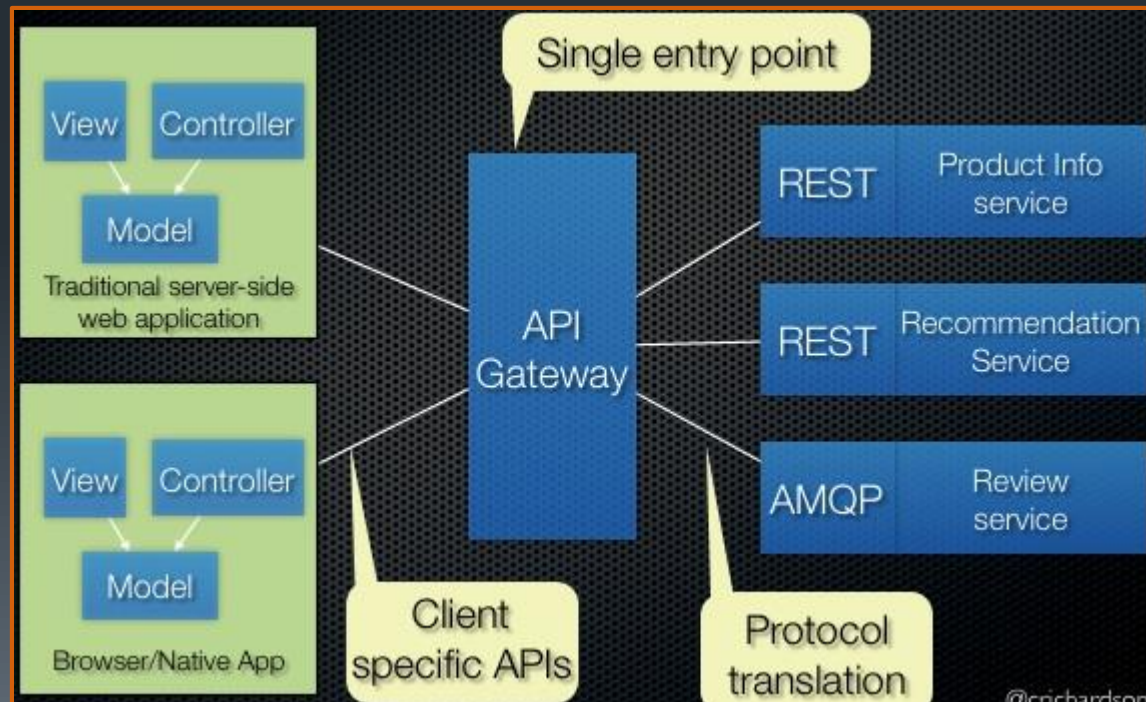 Single entry point
View
Controller
Model
Traditional server-side
web application
View
Controller
Model
Browser/Native App
API
Gateway
Client
specific APIs
Protocol
translation
REST
Product Info
service
REST
Recommendation
Service
AMQP
Review
service
@crichardson